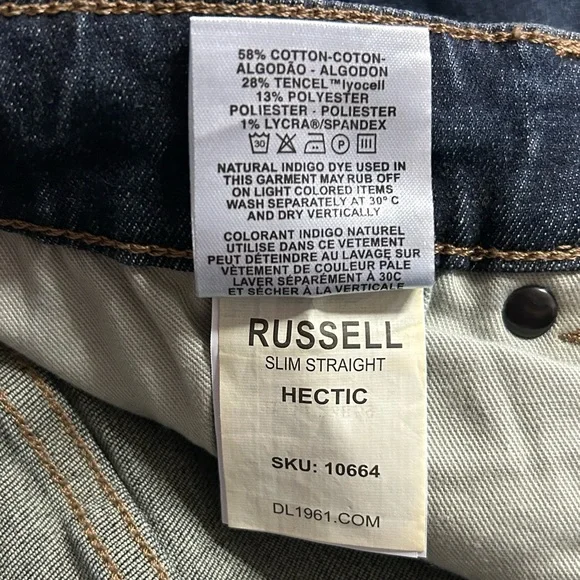 58% COTTON-COTON-
ALGODÃO - ALGODON
28% TENCEL™lyocell
13% POLYESTER
POLIESTER - POLIESTER
1% LYCRA®/SPANDEX
30 P
NATURAL INDIGO DYE USED IN
THIS GARMENT MAY RUB OFF
ON LIGHT COLORED ITEMS
WASH SEPARATELY AT 30° C
AND DRY VERTICALLY
COLORANT INDIGO NATUREL
UTILISE DANS CE VETEMENT
PEUT DÉTEINDRE AU LAVAGE SUR
VÊTEMENT DE COULEUR PALE
LAVER SÉPARÉMENT À 30C
ET SÉCHER À LA VERTICALE
RUSSELL
SLIM STRAIGHT
HECTIC
SKU: 10664
DL1961.COM